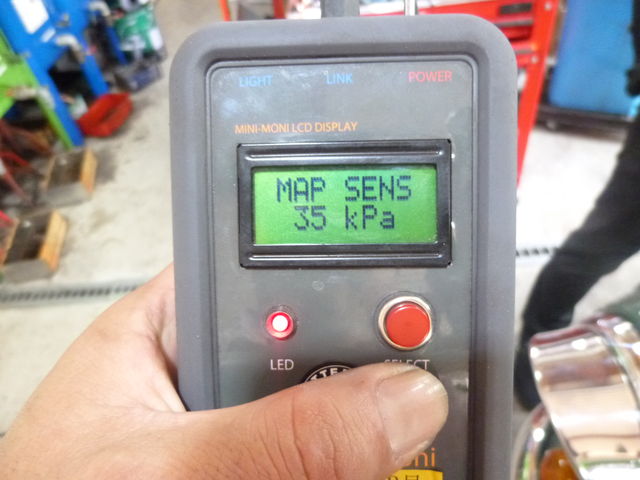 LIGHT LINK POWER
MINI-MONI LCD DISPLAY
MAP SENS
35 kPa
LED SELECT